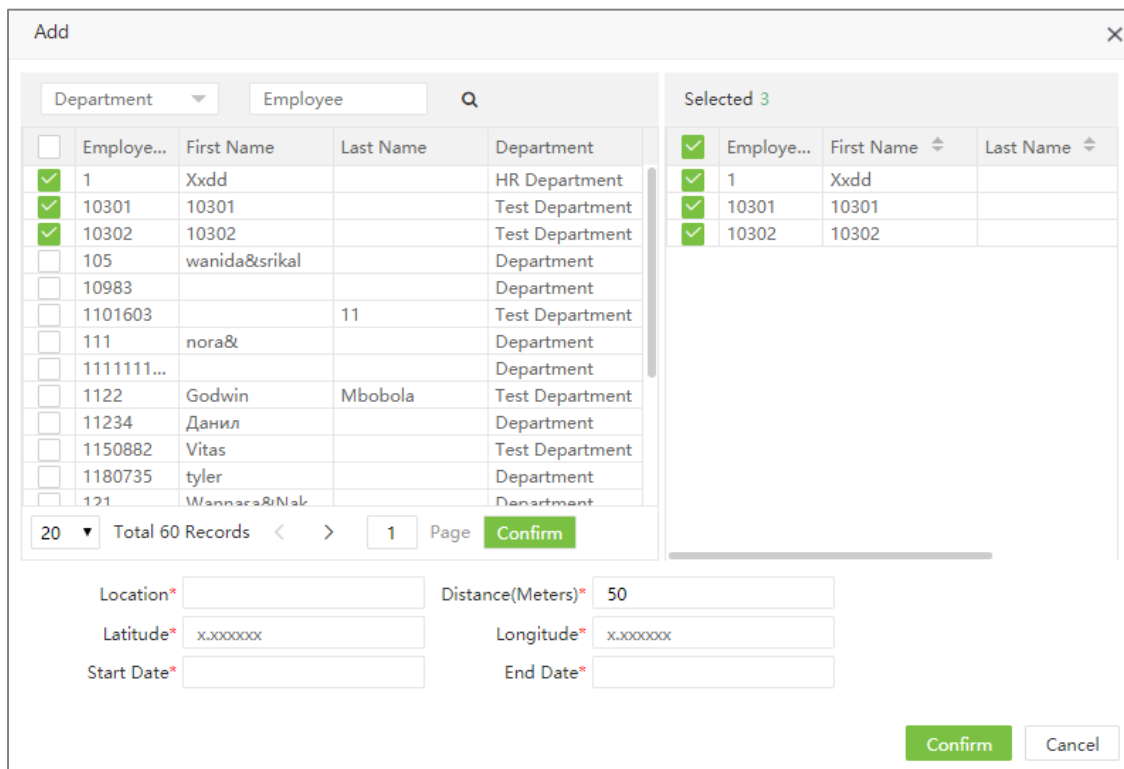 Add
Department Employee
Selected 3
Employe... First Name Last Name Department
Employe... First Name Last Name
1 Xxdd HR Department
1 Xxdd
10301 10301 Test Department
10301 10301
10302 10302 Test Department
10302 10302
105 wanida&srikal Department
10983 Department
1101603 11 Test Department
111 nora& Department
1111111... Department
1122 Godwin Mbobola Test Department
11234 Данил Department
1150882 Vitas Test Department
1180735 tyler Department
121 Wannasa&Nak Department
20 Total 60 Records < > 1 Page Confirm
Location* Distance(Meters)* 50
Latitude* x.xxxxxx Longitude* x.xxxxxx
Start Date* End Date*
Confirm Cancel